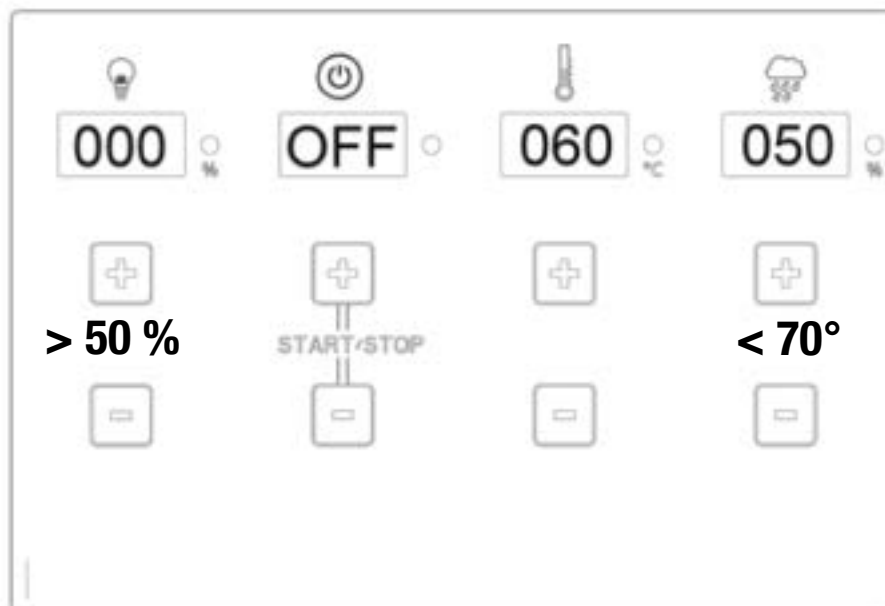 000 % OFF 060 °C 050 %
+ + + +
> 50 % START/STOP < 70°
- - - -